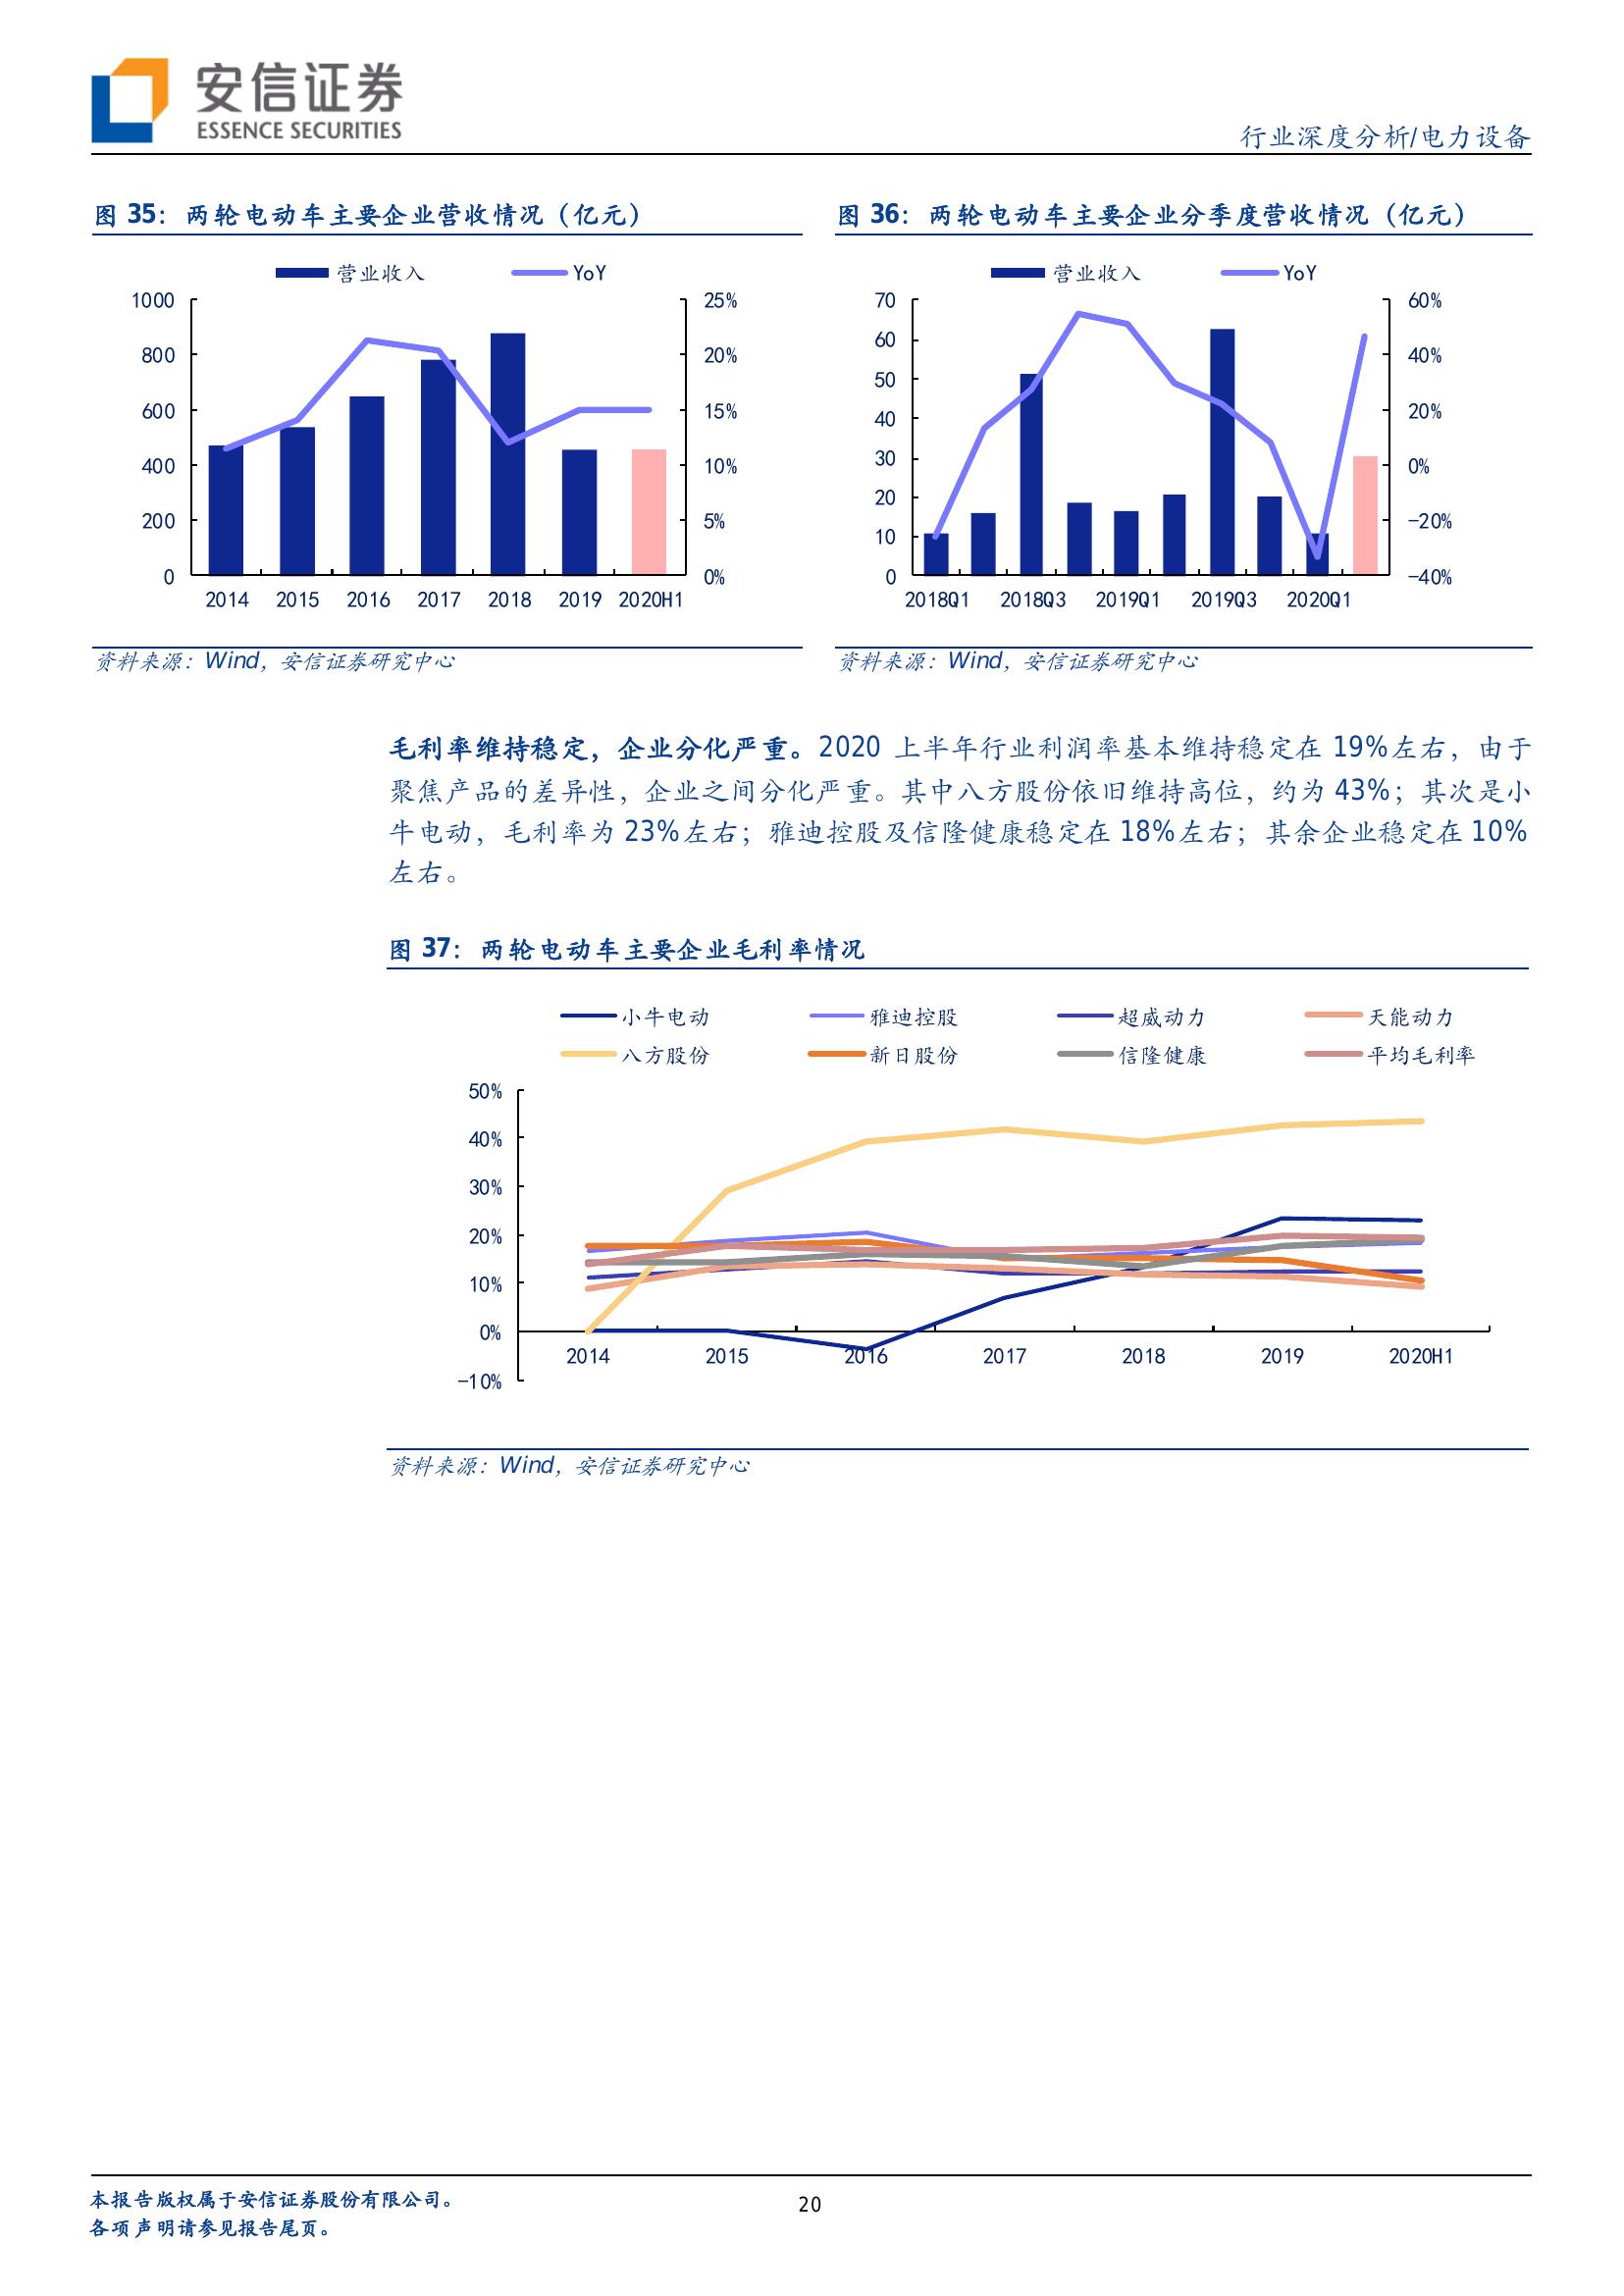 安信证券
ESSENCE SECURITIES
行业深度分析/电力设备
图 35：两轮电动车主要企业营收情况（亿元）
营业收入 YoY
1000 25%
800 20%
600 15%
400 10%
200 5%
0 0%
2014 2015 2016 2017 2018 2019 2020H1
资料来源：Wind，安信证券研究中心
图 36：两轮电动车主要企业分季度营收情况（亿元）
营业收入 YoY
70 60%
60
50 40%
40 20%
30 0%
20
10 -20%
0 -40%
2018Q1 2018Q3 2019Q1 2019Q3 2020Q1
资料来源：Wind，安信证券研究中心
毛利率维持稳定，企业分化严重。2020 上半年行业利润率基本维持稳定在 19%左右，由于
聚焦产品的差异性，企业之间分化严重。其中八方股份依旧维持高位，约为 43%；其次是小
牛电动，毛利率为 23%左右；雅迪控股及信隆健康稳定在 18%左右；其余企业稳定在 10%
左右。
图 37：两轮电动车主要企业毛利率情况
小牛电动 雅迪控股 超威动力 天能动力
八方股份 新日股份 信隆健康 平均毛利率
50%
40%
30%
20%
10%
0%
-10%
2014 2015 2016 2017 2018 2019 2020H1
资料来源：Wind，安信证券研究中心
本报告版权属于安信证券股份有限公司。
各项声明请参见报告尾页。
20